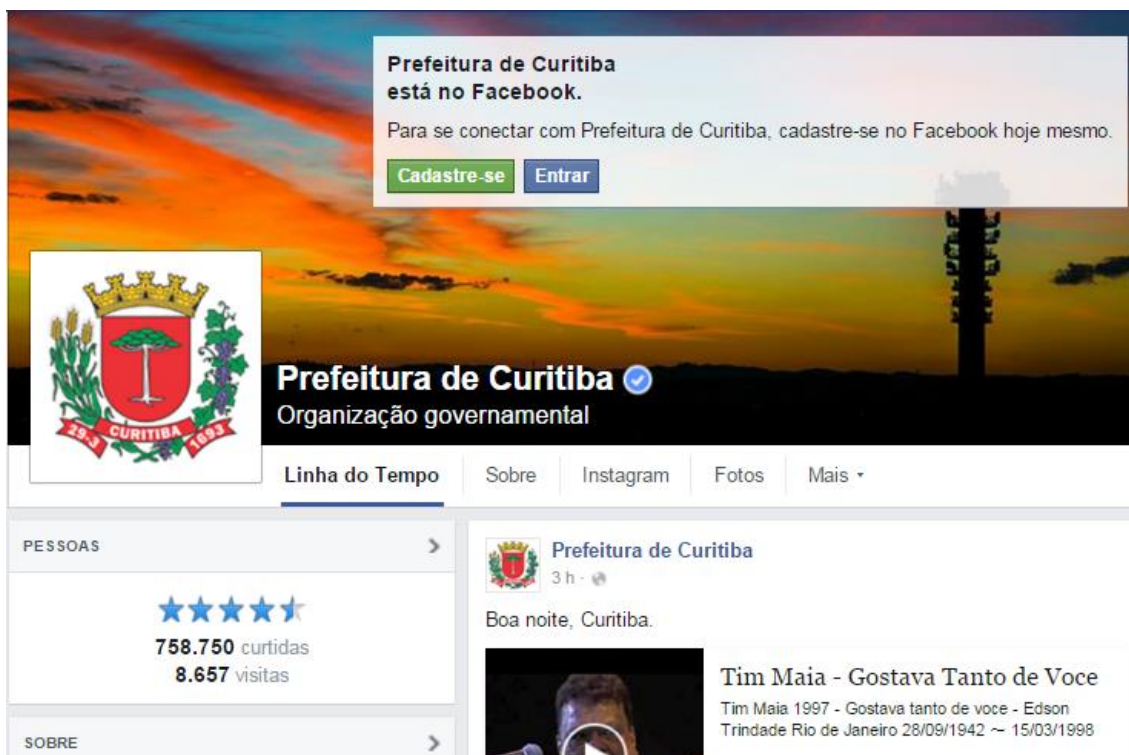 Prefeitura de Curitiba
está no Facebook.
Para se conectar com Prefeitura de Curitiba, cadastre-se no Facebook hoje mesmo.
Cadastre-se Entrar
29-3 CURITIBA 1693
Prefeitura de Curitiba
Organização governamental
Linha do Tempo Sobre Instagram Fotos Mais
PESSOAS
758.750 curtidas
8.657 visitas
SOBRE
Prefeitura de Curitiba
3 h ·
Boa noite, Curitiba.
Tim Maia - Gostava Tanto de Voce
Tim Maia 1997 - Gostava tanto de voce - Edson
Trindade Rio de Janeiro 28/09/1942 ~ 15/03/1998